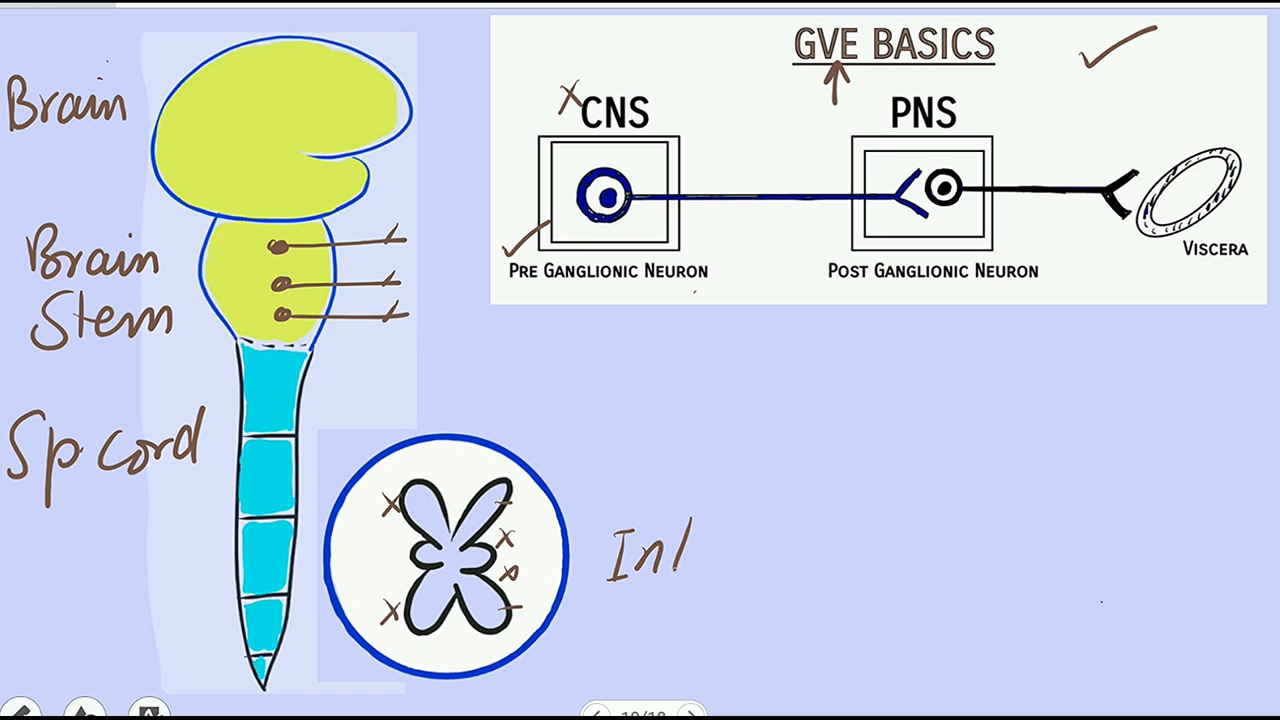 GVE BASICS
CNS
PNS
PRE GANGLIONIC NEURON
POST GANGLIONIC NEURON
VISCERA
Brain
Brain
Stem
Sp. cord
Inl